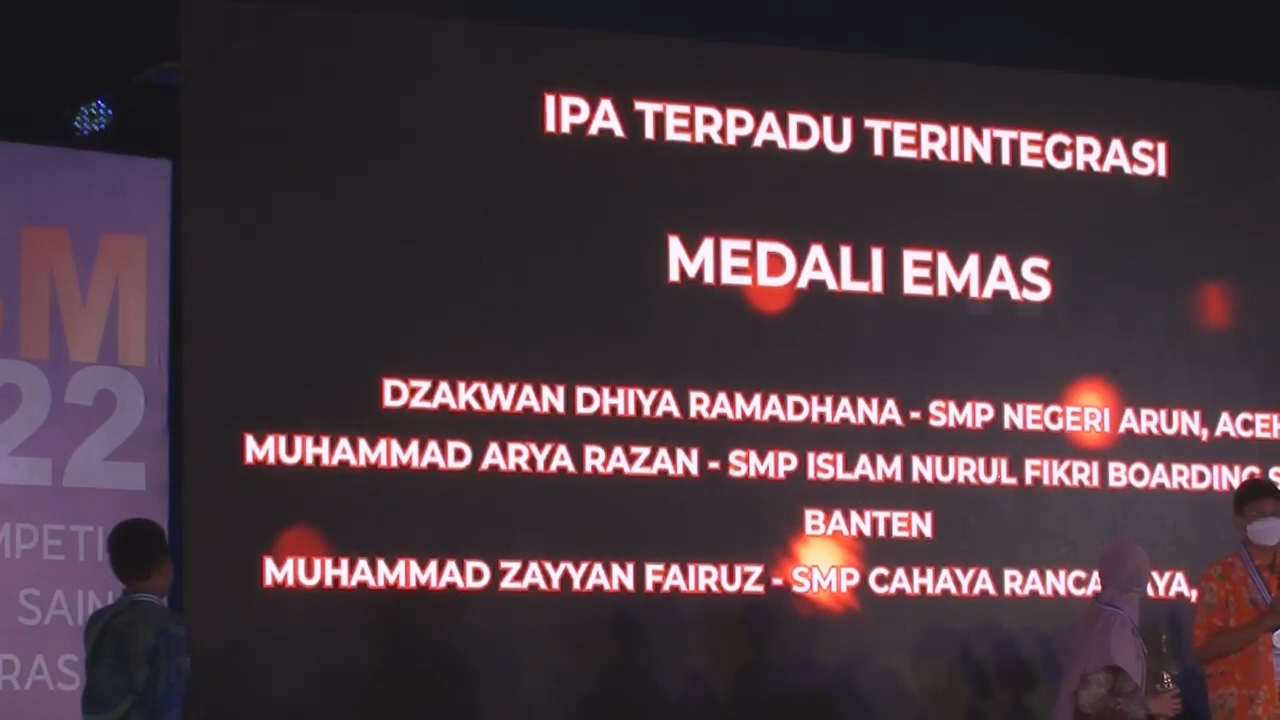 IPA TERPADU TERINTEGRASI
MEDALI EMAS
DZAKWAN DHIYA RAMADHANA - SMP NEGERI ARUN, ACEH
MUHAMMAD ARYA RAZAN - SMP ISLAM NURUL FIKRI BOARDING
BANTEN
MUHAMMAD ZAYYAN FAIRUZ - SMP CAHAYA
M
22
SAIN